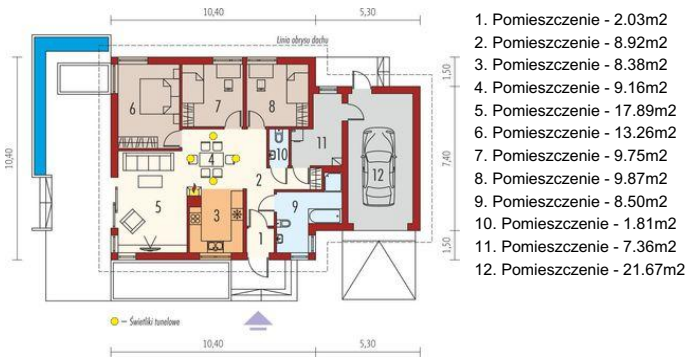 10,40
5,30
Linia obrysu dachu
1. Pomieszczenie - 2.03m2
2. Pomieszczenie - 8.92m2
3. Pomieszczenie - 8.38m2
4. Pomieszczenie - 9.16m2
5. Pomieszczenie - 17.89m2
6. Pomieszczenie - 13.26m2
7. Pomieszczenie - 9.75m2
8. Pomieszczenie - 9.87m2
9. Pomieszczenie - 8.50m2
10. Pomieszczenie - 1.81m2
11. Pomieszczenie - 7.36m2
12. Pomieszczenie - 21.67m2
10,40
1,50
7,40
1,50
6
7
8
4
10
11
12
2
5
3
9
1
– Świetliki tunelowe
10,40
5,30